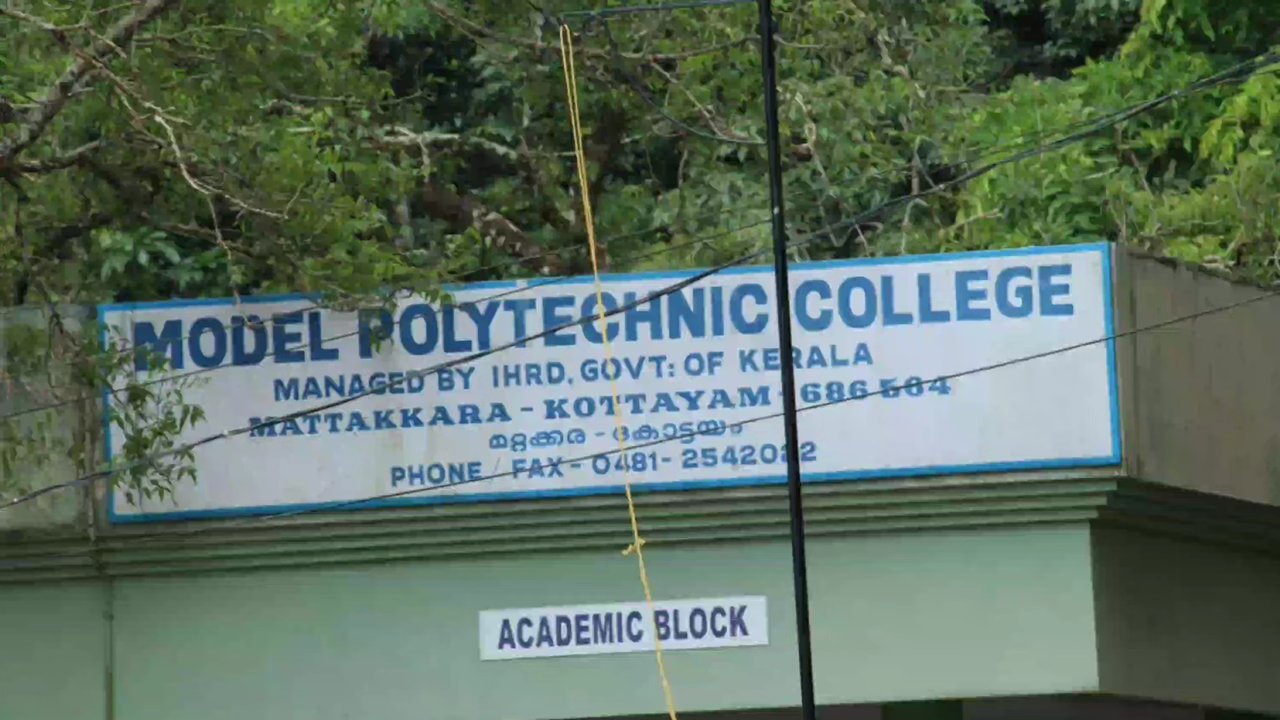 MODEL POLYTECHNIC COLLEGE
MANAGED BY IHRD. GOVT: OF KERALA
MATTAKKARA - KOTTAYAM - 686 564
മറ്റക്കര - കോട്ടയം
PHONE / FAX - 0481-
ACADEMIC BLOCK